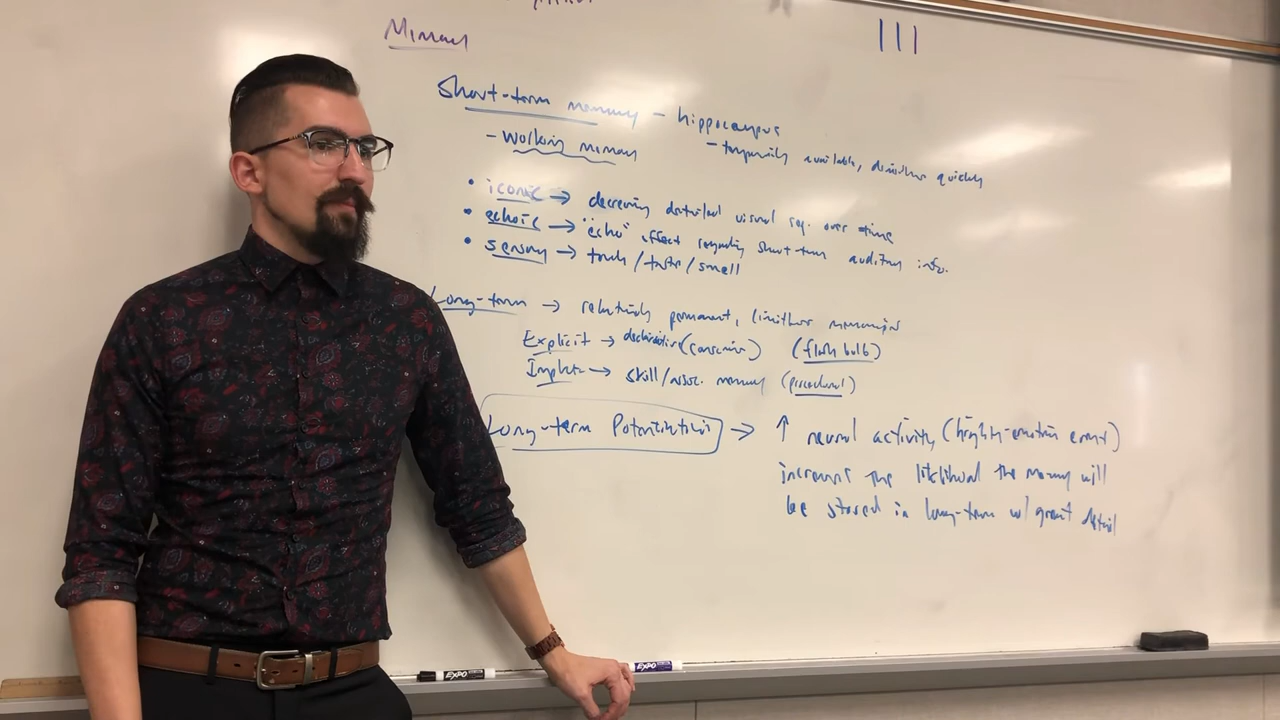 Memory
III
Short-term memory - hippocampus
- working memory - temporarily available, dissolves quickly
• iconic → decreasing detailed visual rep. over time
• echoic → "echo" effect regarding short-term auditory info.
• sensory → touch/taste/smell
Long-term → relatively permanent, limitless memories
Explicit → declarative (conscious) (flash bulb)
Implicit → skill/assoc. memory (procedural)
Long-term Potentiation → ↑ neural activity (highly-emotion event)
increases the likelihood the memory will
be stored in long-term w/ great detail
EXPO
EXPO